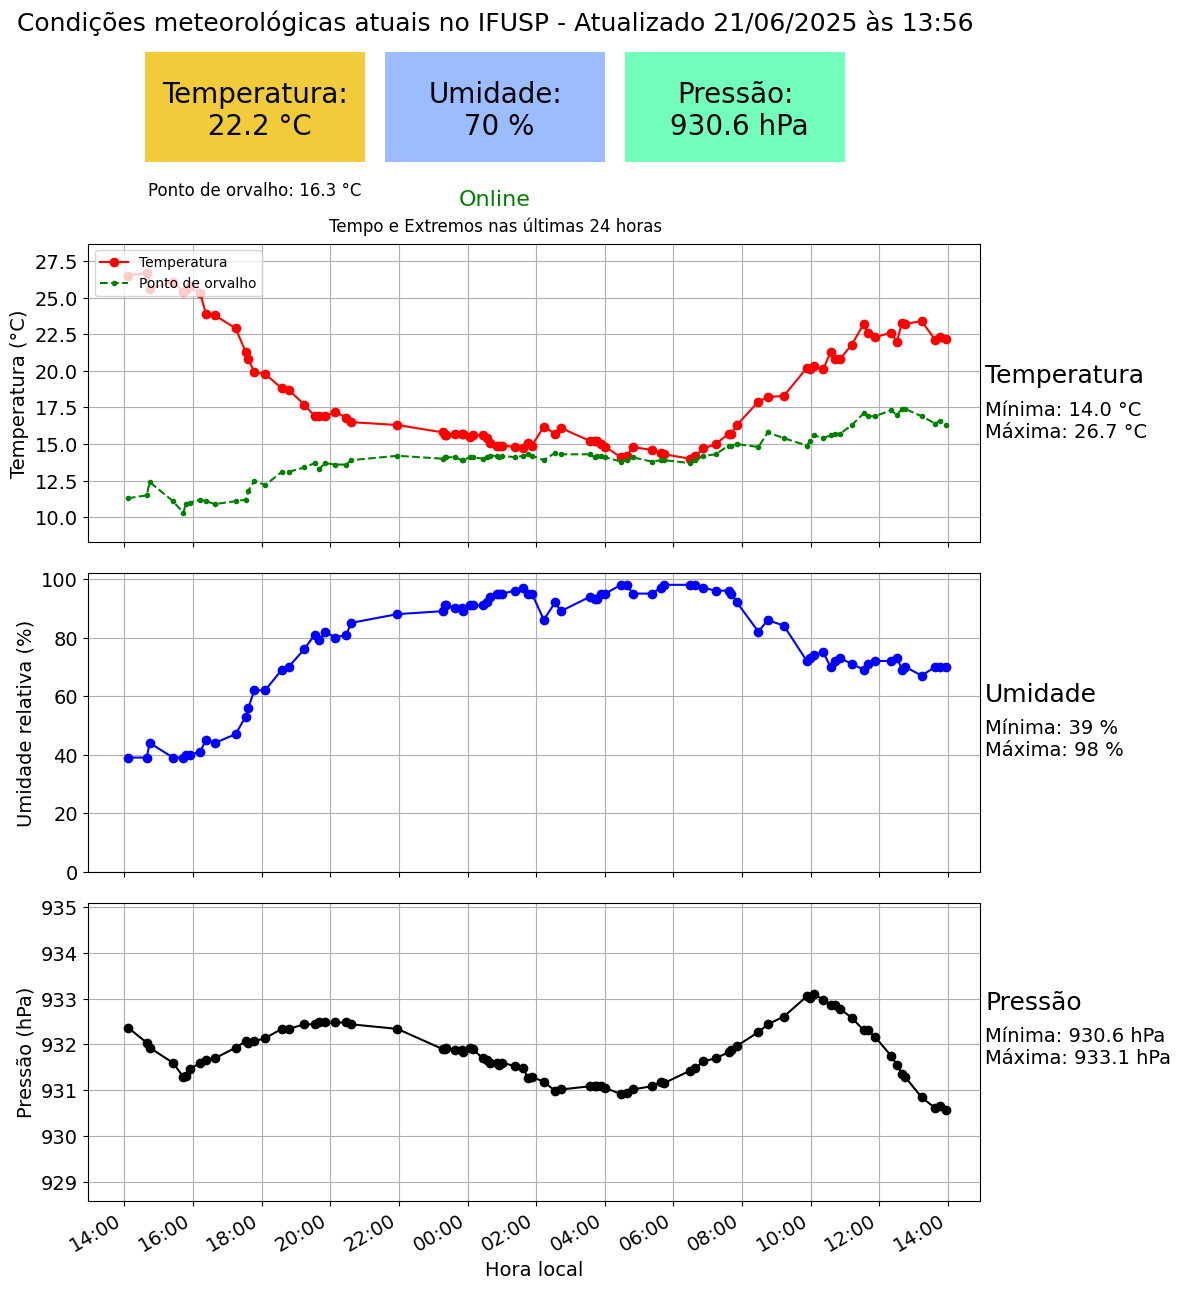 Condições meteorológicas atuais no IFUSP - Atualizado 21/06/2025 às 13:56
Temperatura:
22.2 °C
Umidade:
70 %
Pressão:
930.6 hPa
Ponto de orvalho: 16.3 °C
Online
Tempo e Extremos nas últimas 24 horas
Temperatura (°C)
27.5
25.0
22.5
20.0
17.5
15.0
12.5
10.0
Temperatura
Ponto de orvalho
Temperatura
Mínima: 14.0 °C
Máxima: 26.7 °C
Umidade relativa (%)
100
80
60
40
20
0
Umidade
Mínima: 39 %
Máxima: 98 %
Pressão (hPa)
935
934
933
932
931
930
929
Pressão
Mínima: 930.6 hPa
Máxima: 933.1 hPa
14:00
16:00
18:00
20:00
22:00
00:00
02:00
04:00
06:00
08:00
10:00
12:00
14:00
Hora local